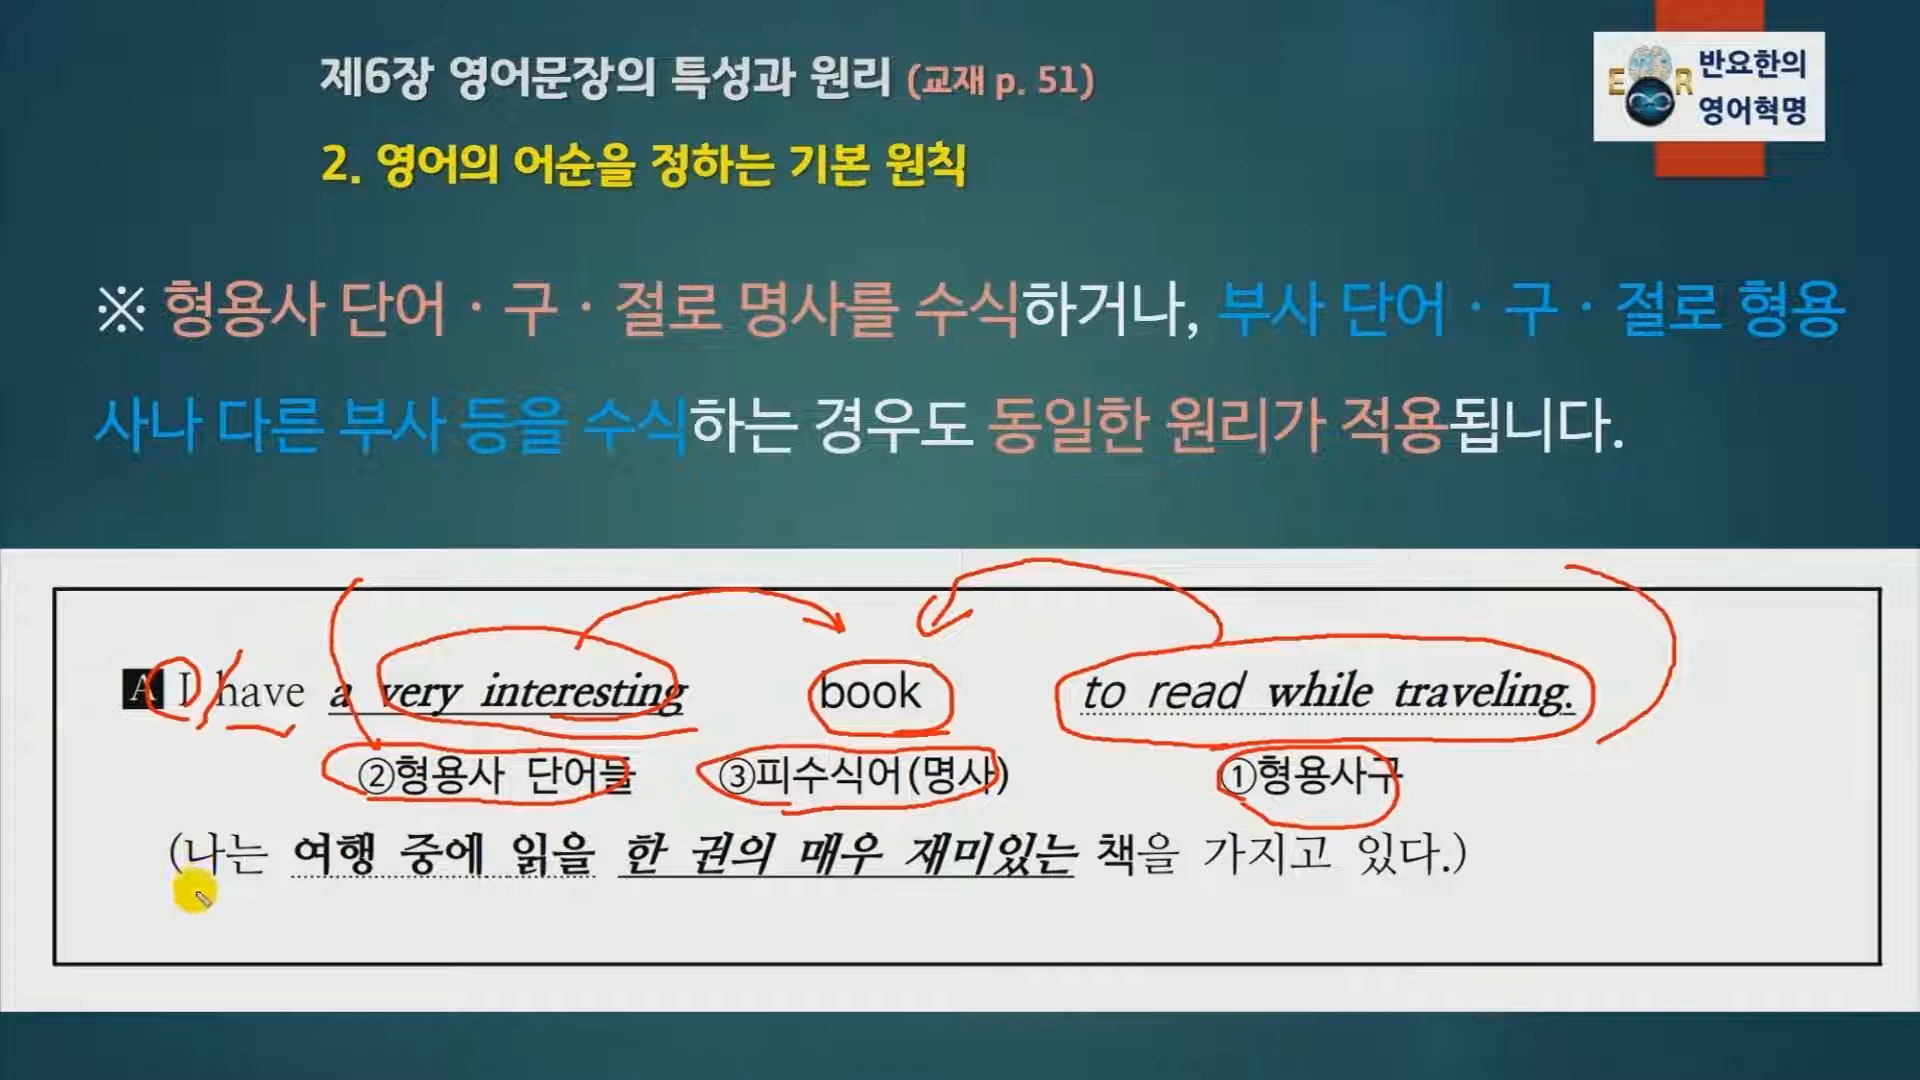 제6장 영어문장의 특성과 원리 (교재 p. 51)
반요한의
영어혁명
E R
2. 영어의 어순을 정하는 기본 원칙
※ 형용사 단어 · 구 · 절로 명사를 수식하거나, 부사 단어 · 구 · 절로 형용
사나 다른 부사 등을 수식하는 경우도 동일한 원리가 적용됩니다.
A I have a very interesting book to read while traveling.
②형용사 단어들 ③피수식어(명사) ①형용사구
(나는 여행 중에 읽을 한 권의 매우 재미있는 책을 가지고 있다.)